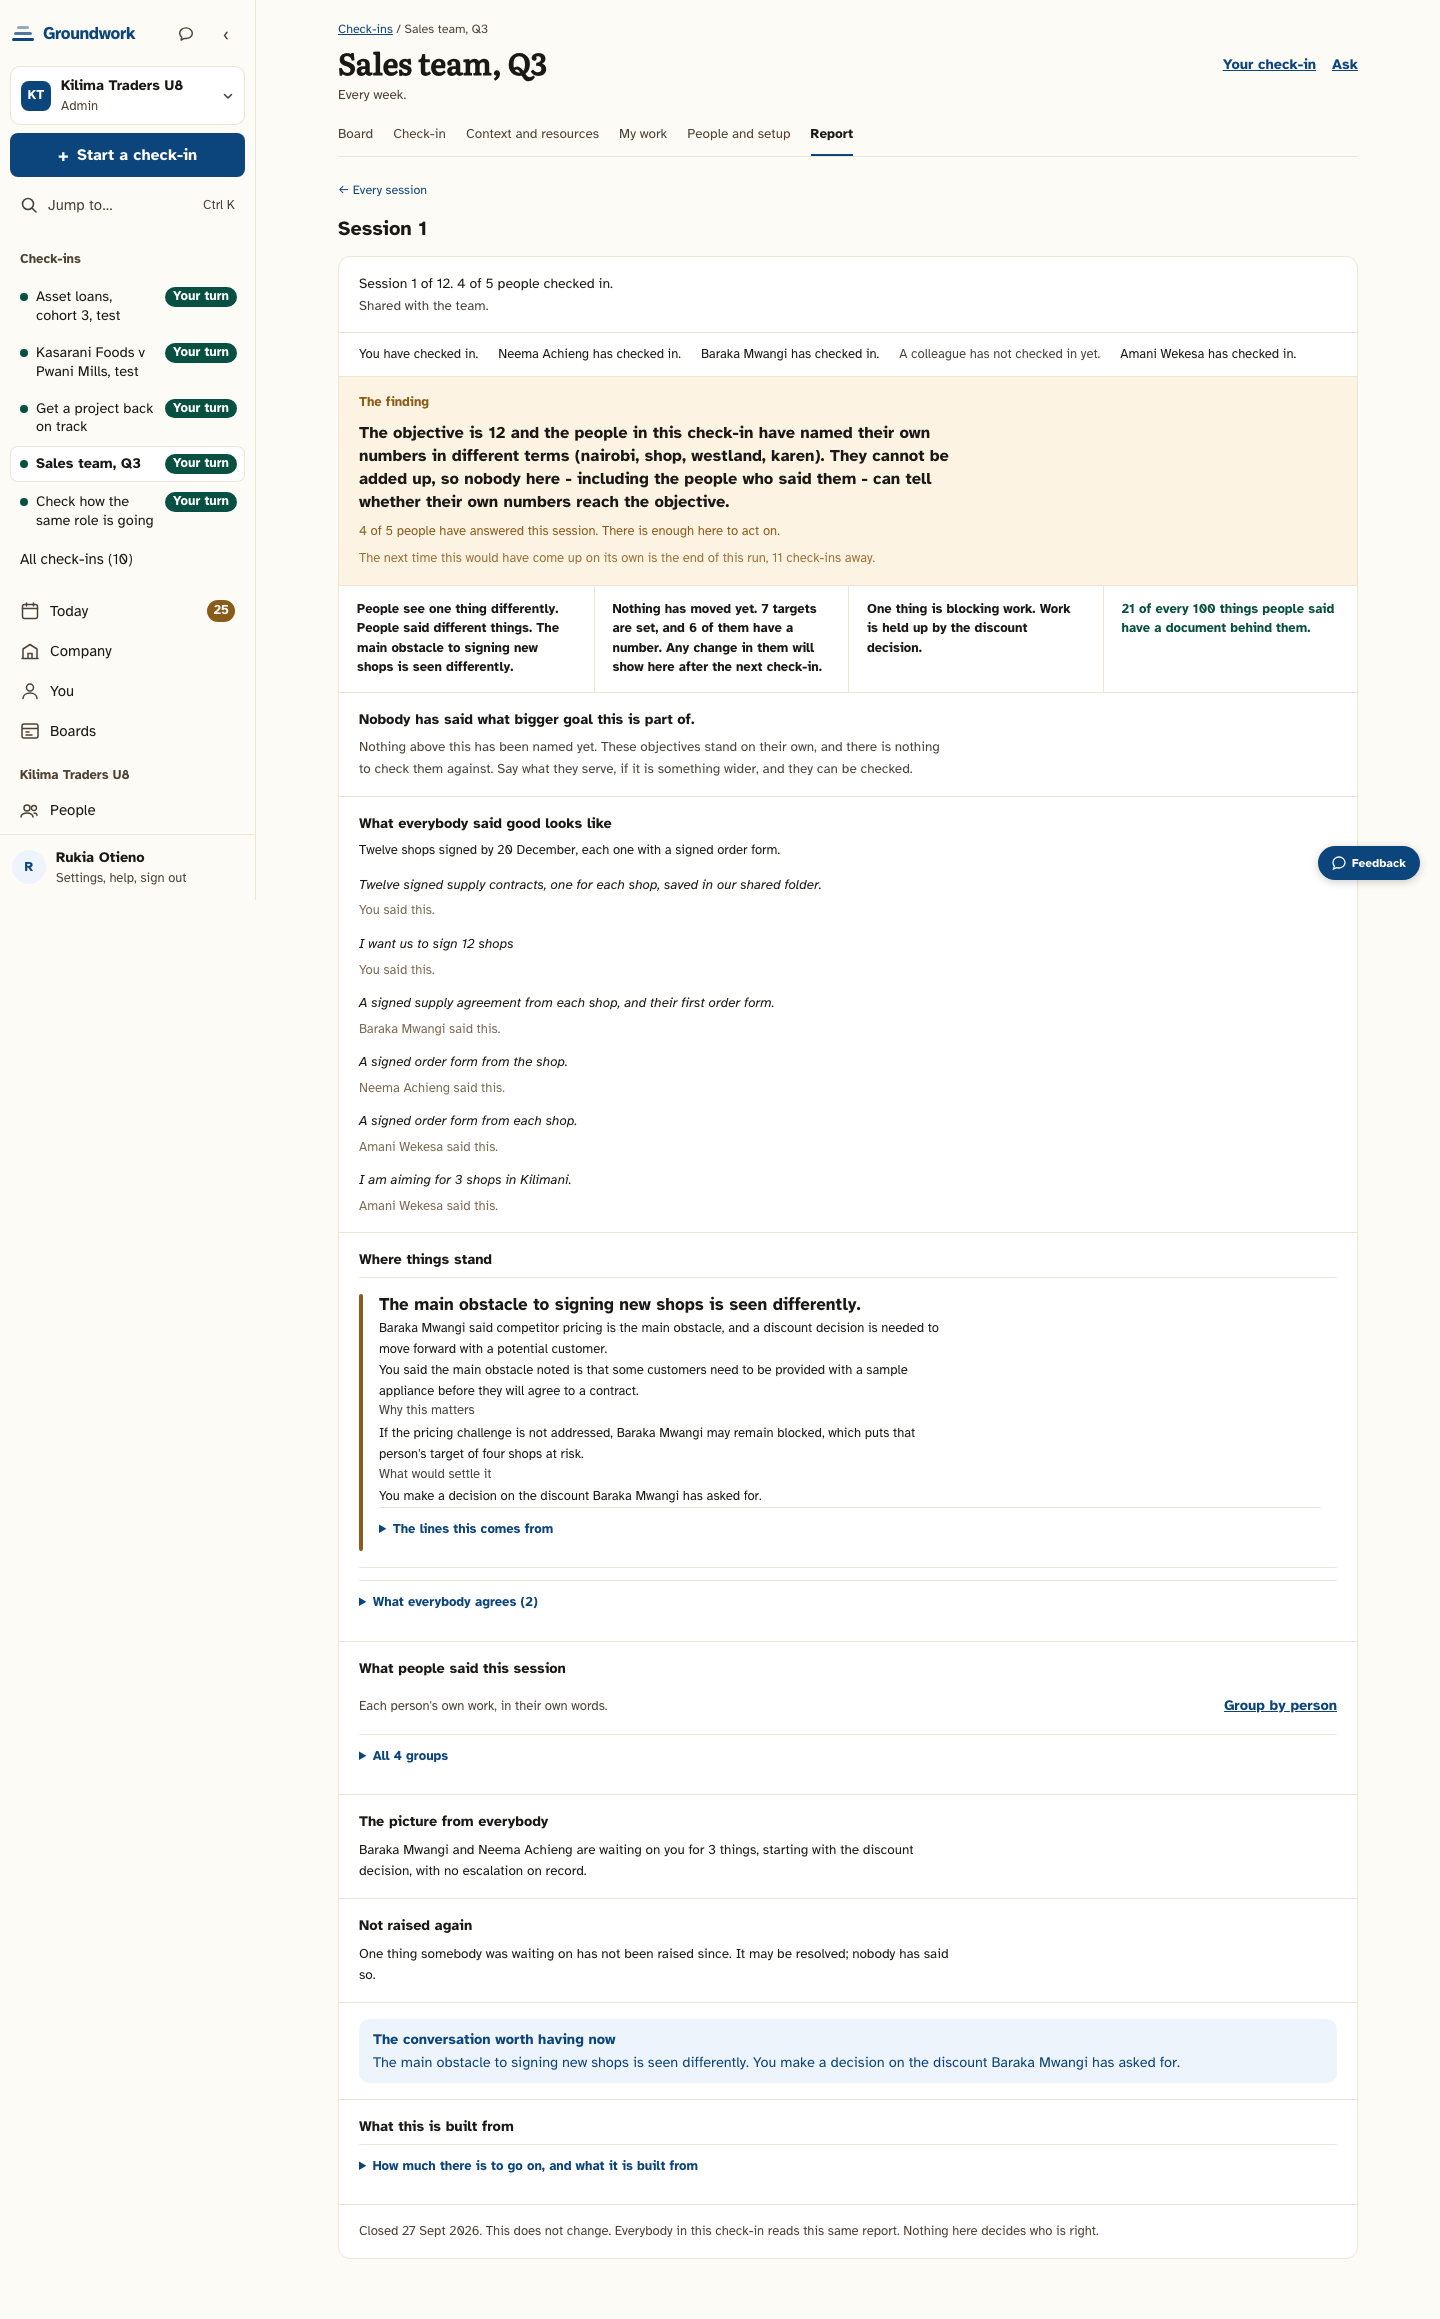 Groundwork
KT
Kilima Traders U8
Admin
+ Start a check-in
Jump to...
Ctrl K
Check-ins
Asset loans,
cohort 3, test
Your turn
Kasarani Foods v
Pwani Mills, test
Your turn
Get a project back
on track
Your turn
Sales team, Q3
Your turn
Check how the
same role is going
Your turn
All check-ins (10)
Today
25
Company
You
Boards
Kilima Traders U8
People
R
Rukia Otieno
Settings, help, sign out
Check-ins / Sales team, Q3
Sales team, Q3
Every week.
Your check-in
Ask
Board
Check-in
Context and resources
My work
People and setup
Report
← Every session
Session 1
Session 1 of 12. 4 of 5 people checked in.
Shared with the team.
You have checked in.
Neema Achieng has checked in.
Baraka Mwangi has checked in.
A colleague has not checked in yet.
Amani Wekesa has checked in.
The finding
The objective is 12 and the people in this check-in have named their own
numbers in different terms (nairobi, shop, westland, karen). They cannot be
added up, so nobody here - including the people who said them - can tell
whether their own numbers reach the objective.
4 of 5 people have answered this session. There is enough here to act on.
The next time this would have come up on its own is the end of this run, 11 check-ins away.
People see one thing differently.
People said different things. The
main obstacle to signing new
shops is seen differently.
Nothing has moved yet. 7 targets
are set, and 6 of them have a
number. Any change in them will
show here after the next check-in.
One thing is blocking work. Work
is held up by the discount
decision.
21 of every 100 things people said
have a document behind them.
Nobody has said what bigger goal this is part of.
Nothing above this has been named yet. These objectives stand on their own, and there is nothing
to check them against. Say what they serve, if it is something wider, and they can be checked.
What everybody said good looks like
Twelve shops signed by 20 December, each one with a signed order form.
Twelve signed supply contracts, one for each shop, saved in our shared folder.
You said this.
I want us to sign 12 shops
You said this.
A signed supply agreement from each shop, and their first order form.
Baraka Mwangi said this.
A signed order form from the shop.
Neema Achieng said this.
A signed order form from each shop.
Amani Wekesa said this.
I am aiming for 3 shops in Kilimani.
Amani Wekesa said this.
Where things stand
The main obstacle to signing new shops is seen differently.
Baraka Mwangi said competitor pricing is the main obstacle, and a discount decision is needed to
move forward with a potential customer.
You said the main obstacle noted is that some customers need to be provided with a sample
appliance before they will agree to a contract.
Why this matters
If the pricing challenge is not addressed, Baraka Mwangi may remain blocked, which puts that
person's target of four shops at risk.
What would settle it
You make a decision on the discount Baraka Mwangi has asked for.
The lines this comes from
What everybody agrees (2)
What people said this session
Each person's own work, in their own words.
Group by person
All 4 groups
The picture from everybody
Baraka Mwangi and Neema Achieng are waiting on you for 3 things, starting with the discount
decision, with no escalation on record.
Not raised again
One thing somebody was waiting on has not been raised since. It may be resolved; nobody has said
so.
The conversation worth having now
The main obstacle to signing new shops is seen differently. You make a decision on the discount Baraka Mwangi has asked for.
What this is built from
How much there is to go on, and what it is built from
Closed 27 Sept 2026. This does not change. Everybody in this check-in reads this same report. Nothing here decides who is right.
Feedback